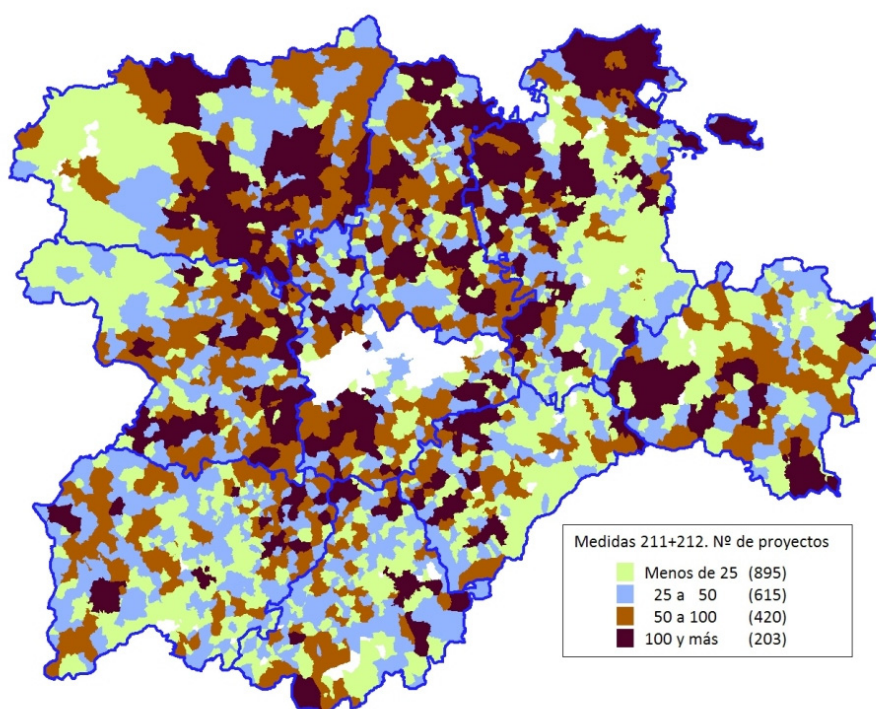 Medidas 211+212. Nº de proyectos
Menos de 25 (895)
25 a 50 (615)
50 a 100 (420)
100 y más (203)